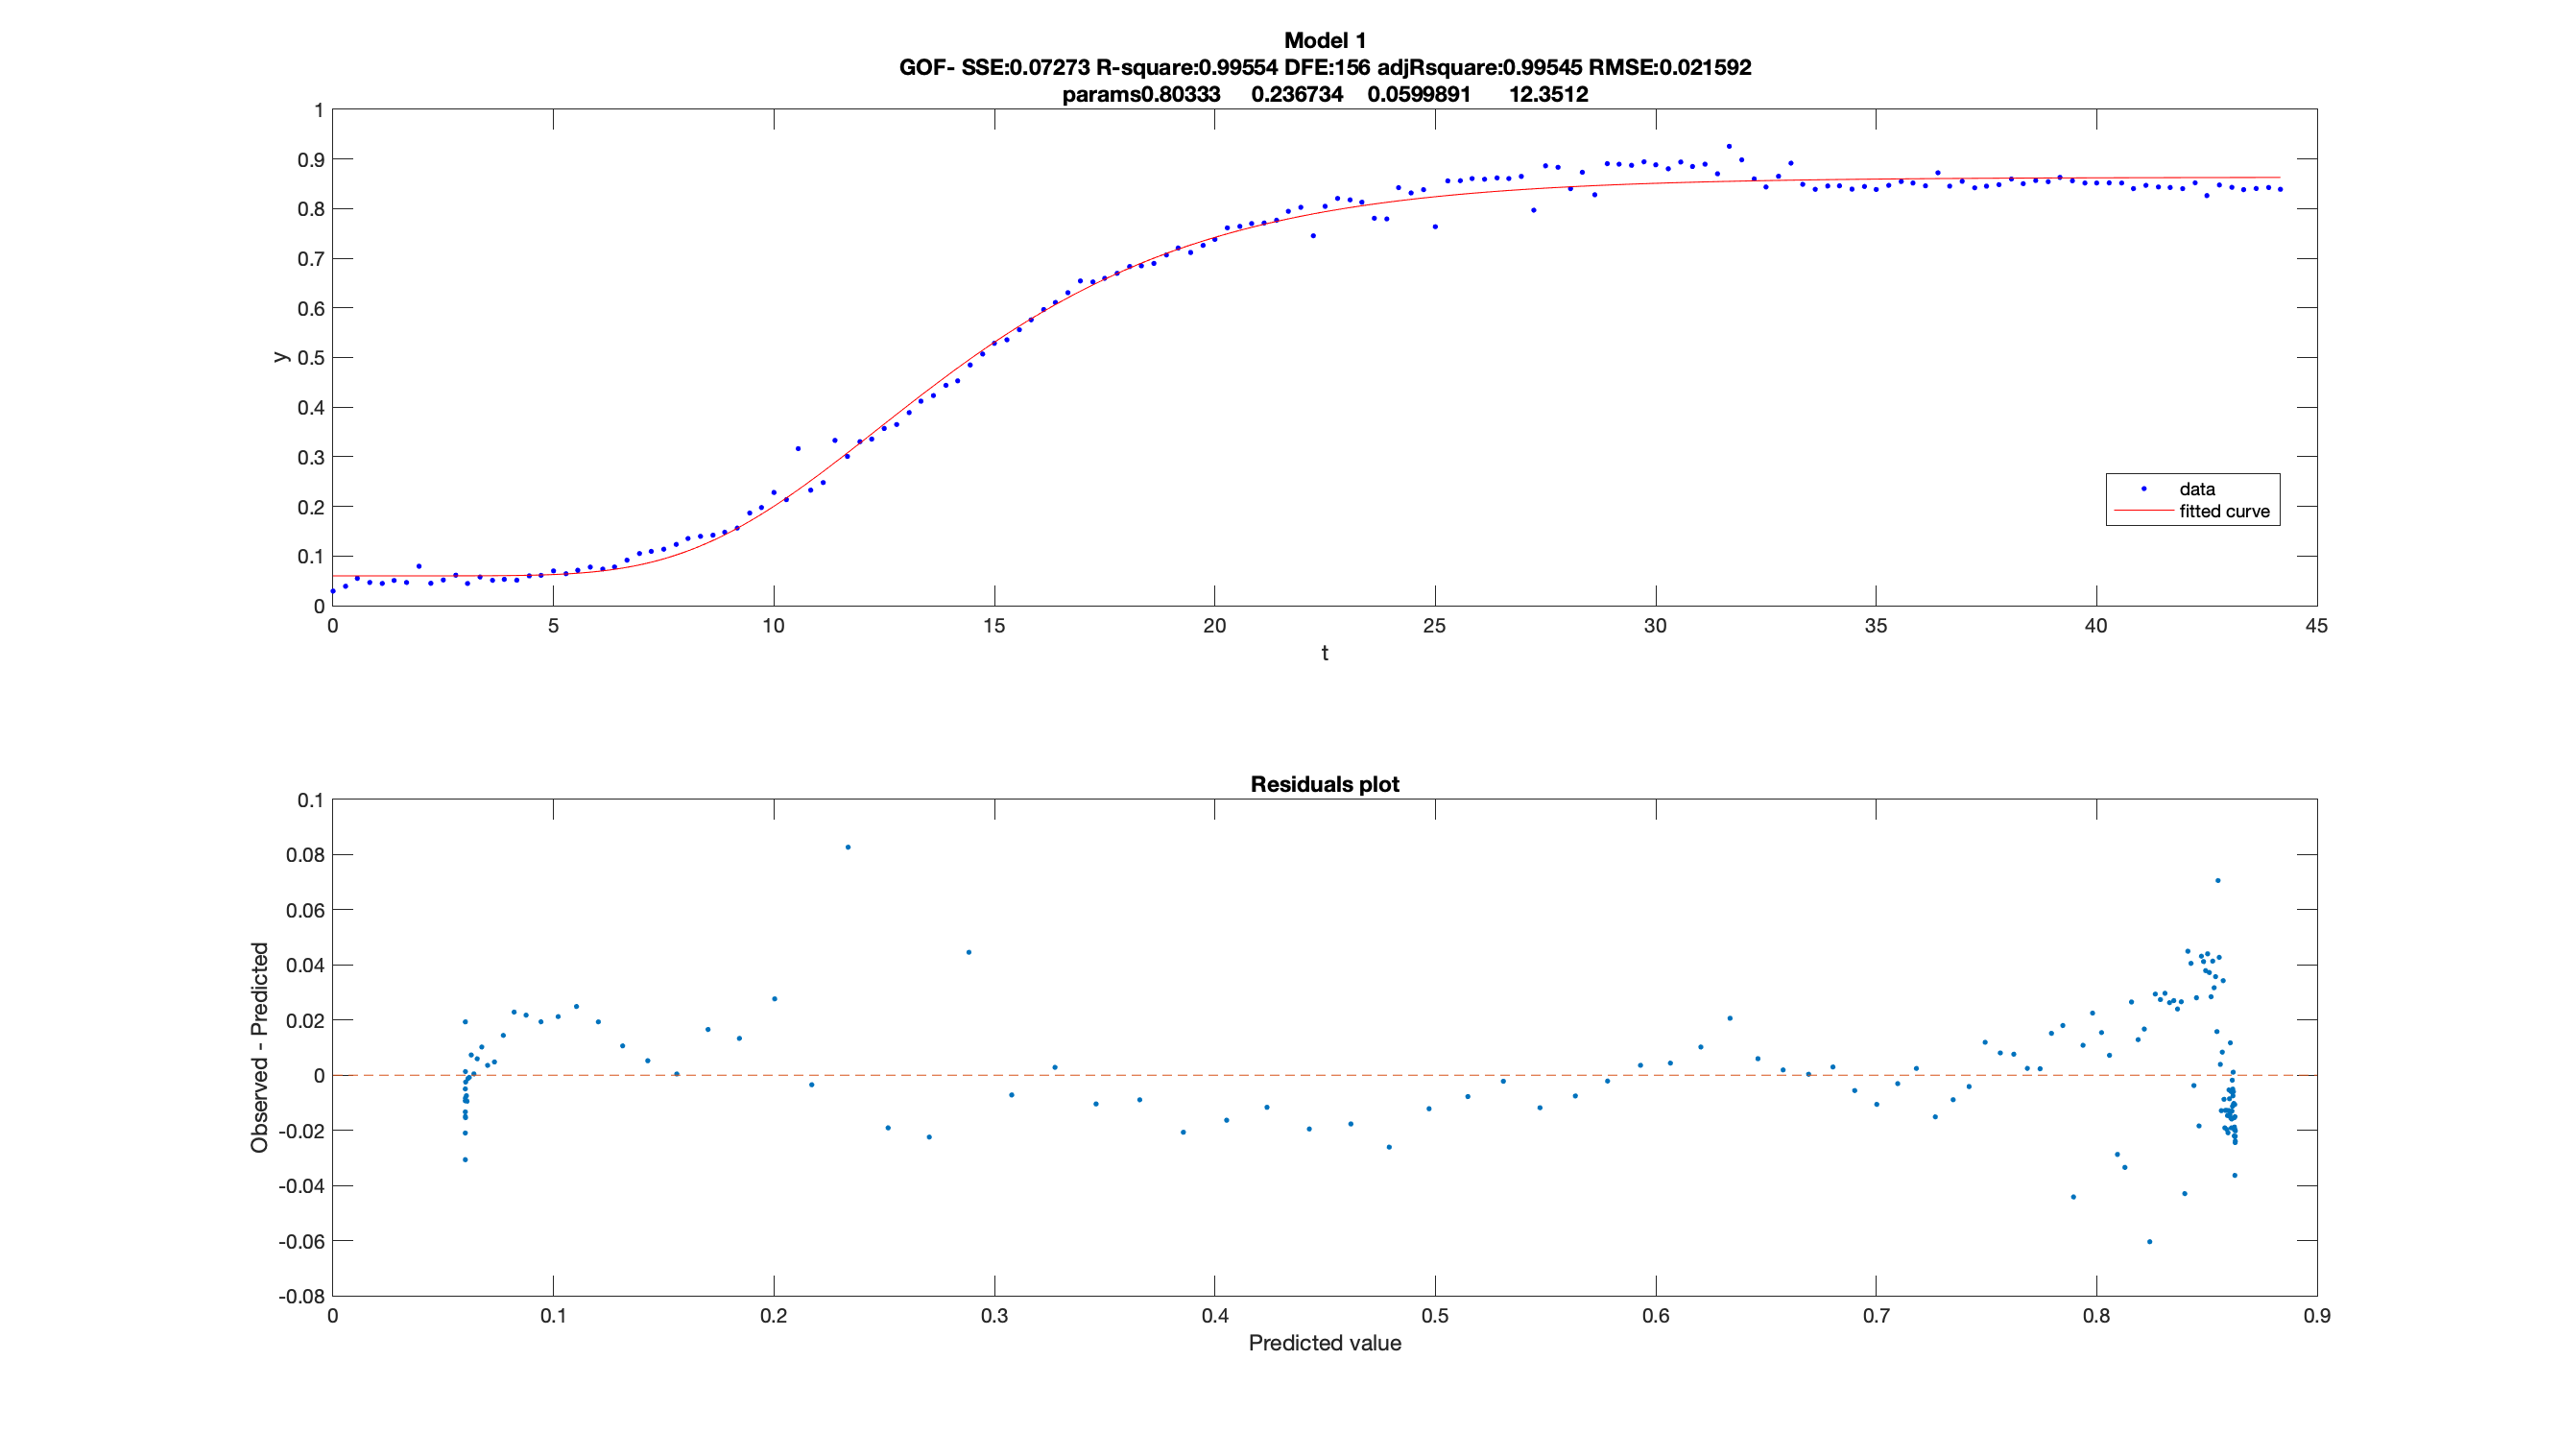 Model 1
GOF- SSE:0.07273 R-square:0.99554 DFE:156 adjRsquare:0.99545 RMSE:0.021592
params0.80333 0.236734 0.0599891 12.3512
1
0.9
0.8
0.7
0.6
0.5
0.4
0.3
0.2
0.1
0
y
data
fitted curve
0 5 10 15 20 25 30 35 40 45
t
Residuals plot
0.1
0.08
0.06
0.04
0.02
0
-0.02
-0.04
-0.06
-0.08
Observed - Predicted
0 0.1 0.2 0.3 0.4 0.5 0.6 0.7 0.8 0.9
Predicted value